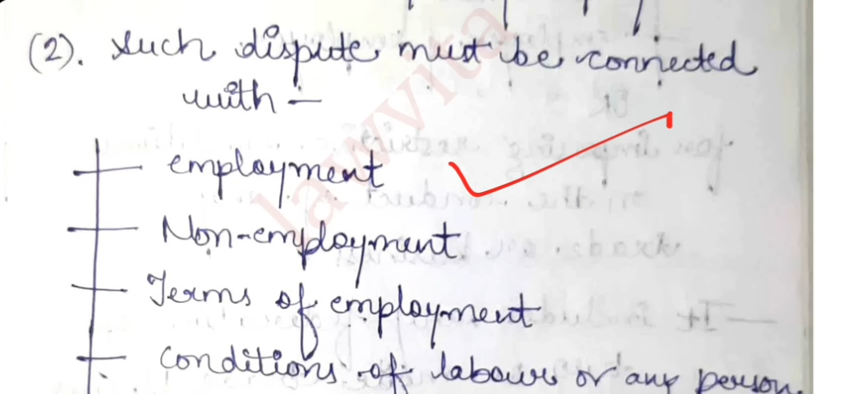 (2). Such dispute must be connected
with –
employment
Non-employment
Terms of employment
conditions of labour or any person.
lawvita